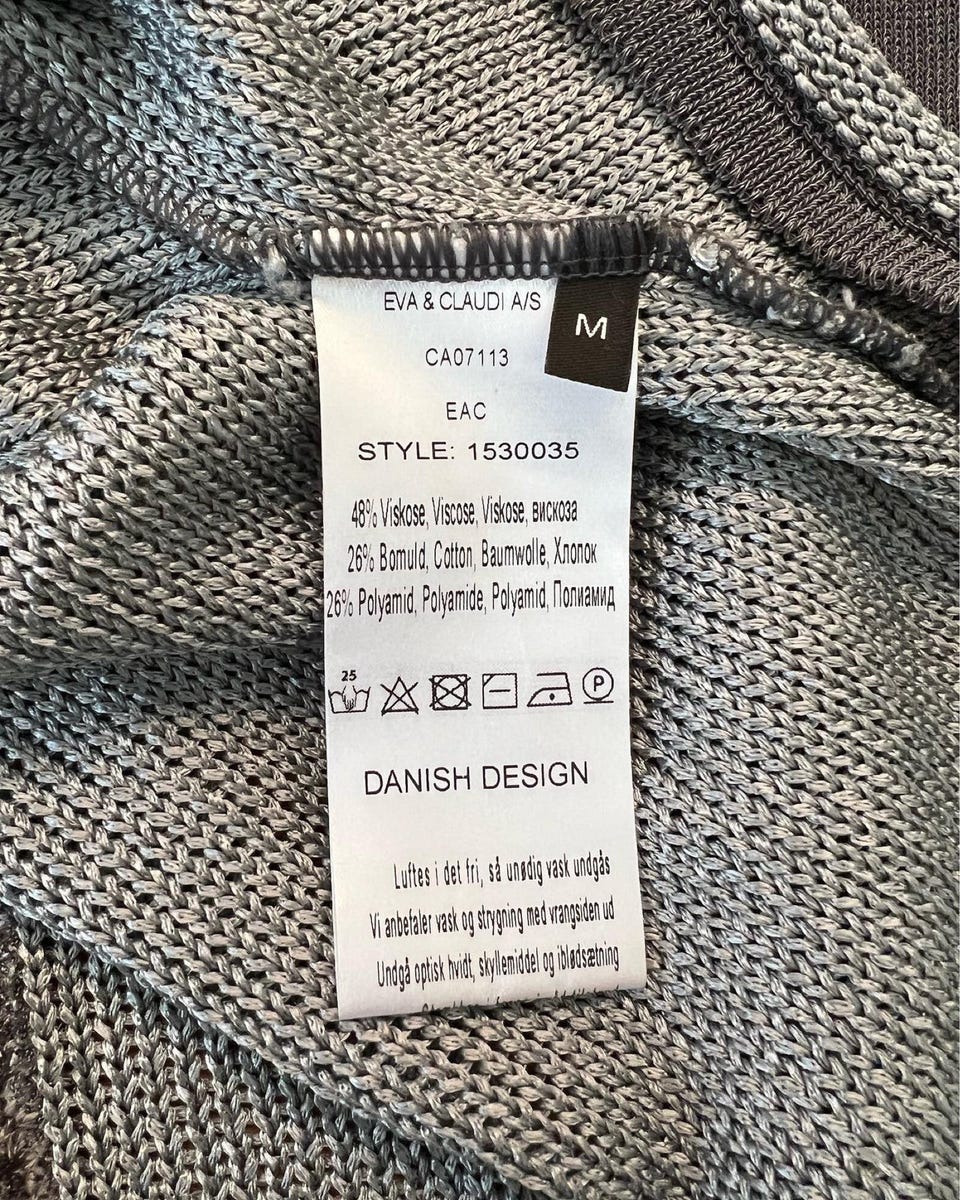 EVA & CLAUDI A/S
M
CA07113
EAC
STYLE: 1530035
48% Viskose, Viscose, Viskose, вискоза
26% Bomuld, Cotton, Baumwolle, Хлопок
26% Polyamid, Polyamide, Polyamid, Полиамид
25
P
DANISH DESIGN
Luftes i det fri, så unødig vask undgås
Vi anbefaler vask og strygning med vrangsiden ud
Undgå optisk hvidt, skyllemiddel og iblødsætning